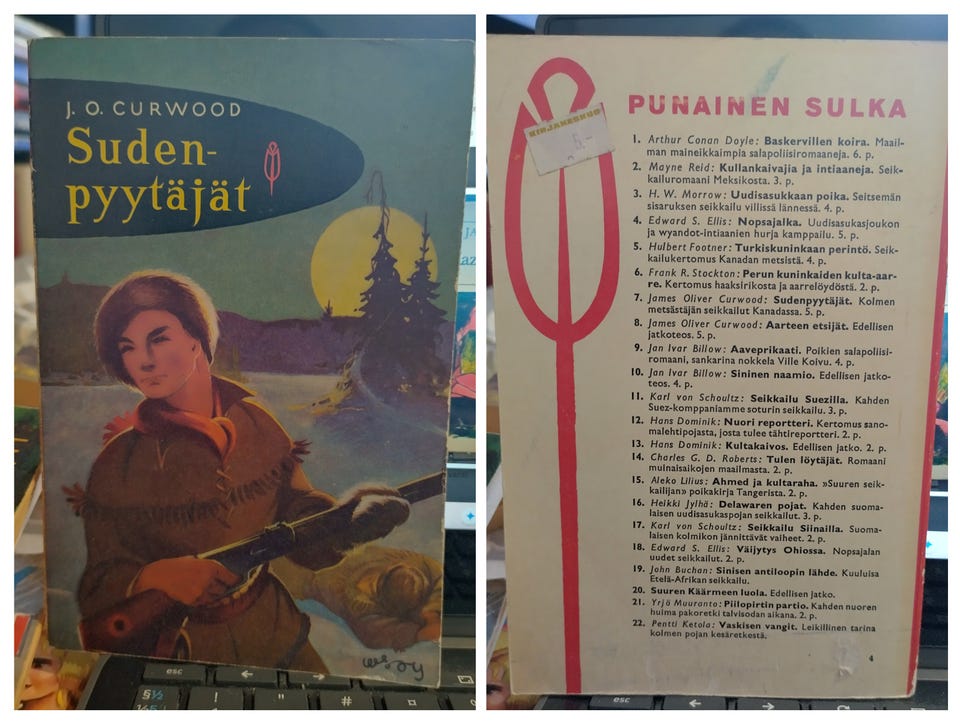 J. O. CURWOOD
Suden-
pyytäjät
WS:OY
PUNAINEN SULKA
KIRJAKESKUS
5,-
1. Arthur Conan Doyle: Baskervillen koira. Maail-
man maineikkaimpia salapoliisiromaaneja. 6. p.
2. Mayne Reid: Kullankaivajia ja intiaaneja. Seik-
kailuromaani Meksikosta. 3. p.
3. H. W. Morrow: Uudisasukkaan poika. Seitsemän
sisaruksen seikkailu villissä lännessä. 4. p.
4. Edward S. Ellis: Nopsajalka. Uudisasukasjoukon
ja wyandot-intiaanien hurja kamppailu. 5. p.
5. Hulbert Footner: Turkiskuninkaan perintö. Seik-
kailukertomus Kanadan metsistä. 4. p.
6. Frank R. Stockton: Perun kuninkaiden kulta-aar-
re. Kertomus haaksirikosta ja aarrelöydöstä. 2. p.
7. James Oliver Curwood: Sudenpyytäjät. Kolmen
metsästäjän seikkailut Kanadassa. 5. p.
8. James Oliver Curwood: Aarteen etsijät. Edellisen
jatkoteos. 5. p.
9. Jan Ivar Billow: Aaveprikaati. Poikien salapoliisi-
romaani, sankarina nokkela Ville Koivu. 4. p.
10. Jan Ivar Billow: Sininen naamio. Edellisen jatko-
teos. 4. p.
11. Karl von Schoultz: Seikkailu Suezilla. Kahden
Suez-komppaniamme soturin seikkailu. 3. p.
12. Hans Dominik: Nuori reportteri. Kertomus sano-
malehtipojasta, josta tulee tähtireportteri. 2. p.
13. Hans Dominik: Kultakaivos. Edellisen jatko. 2. p.
14. Charles G. D. Roberts: Tulen löytäjät. Romaani
muinaisaikojen maailmasta. 2. p.
15. Aleko Lilius: Ahmed ja kultaraha. »Suuren seik-
kailijan» poikakirja Tangerista. 2. p.
16. Heikki Jylhä: Delawaren pojat. Kahden suoma-
laisen uudisasukaspojan seikkailut. 3. p.
17. Karl von Schoultz: Seikkailu Siinailla. Suoma-
laisen kolmikon jännittävät vaiheet. 2. p.
18. Edward S. Ellis: Väijytys Ohiossa. Nopsajalan
uudet seikkailut. 2. p.
19. John Buchan: Sinisen antiloopin lähde. Kuuluisa
Etelä-Afrikan seikkailu.
20. Suuren Käärmeen luola. Edellisen jatko.
21. Yrjö Muuranto: Piilopirtin partio. Kahden nuoren
huima pakoretki talvisodan aikana. 2. p.
22. Pentti Ketola: Vaskisen vangit. Leikillinen tarina
kolmen pojan kesäretkestä.
4
esc
§ ½
! " # ¤
esc